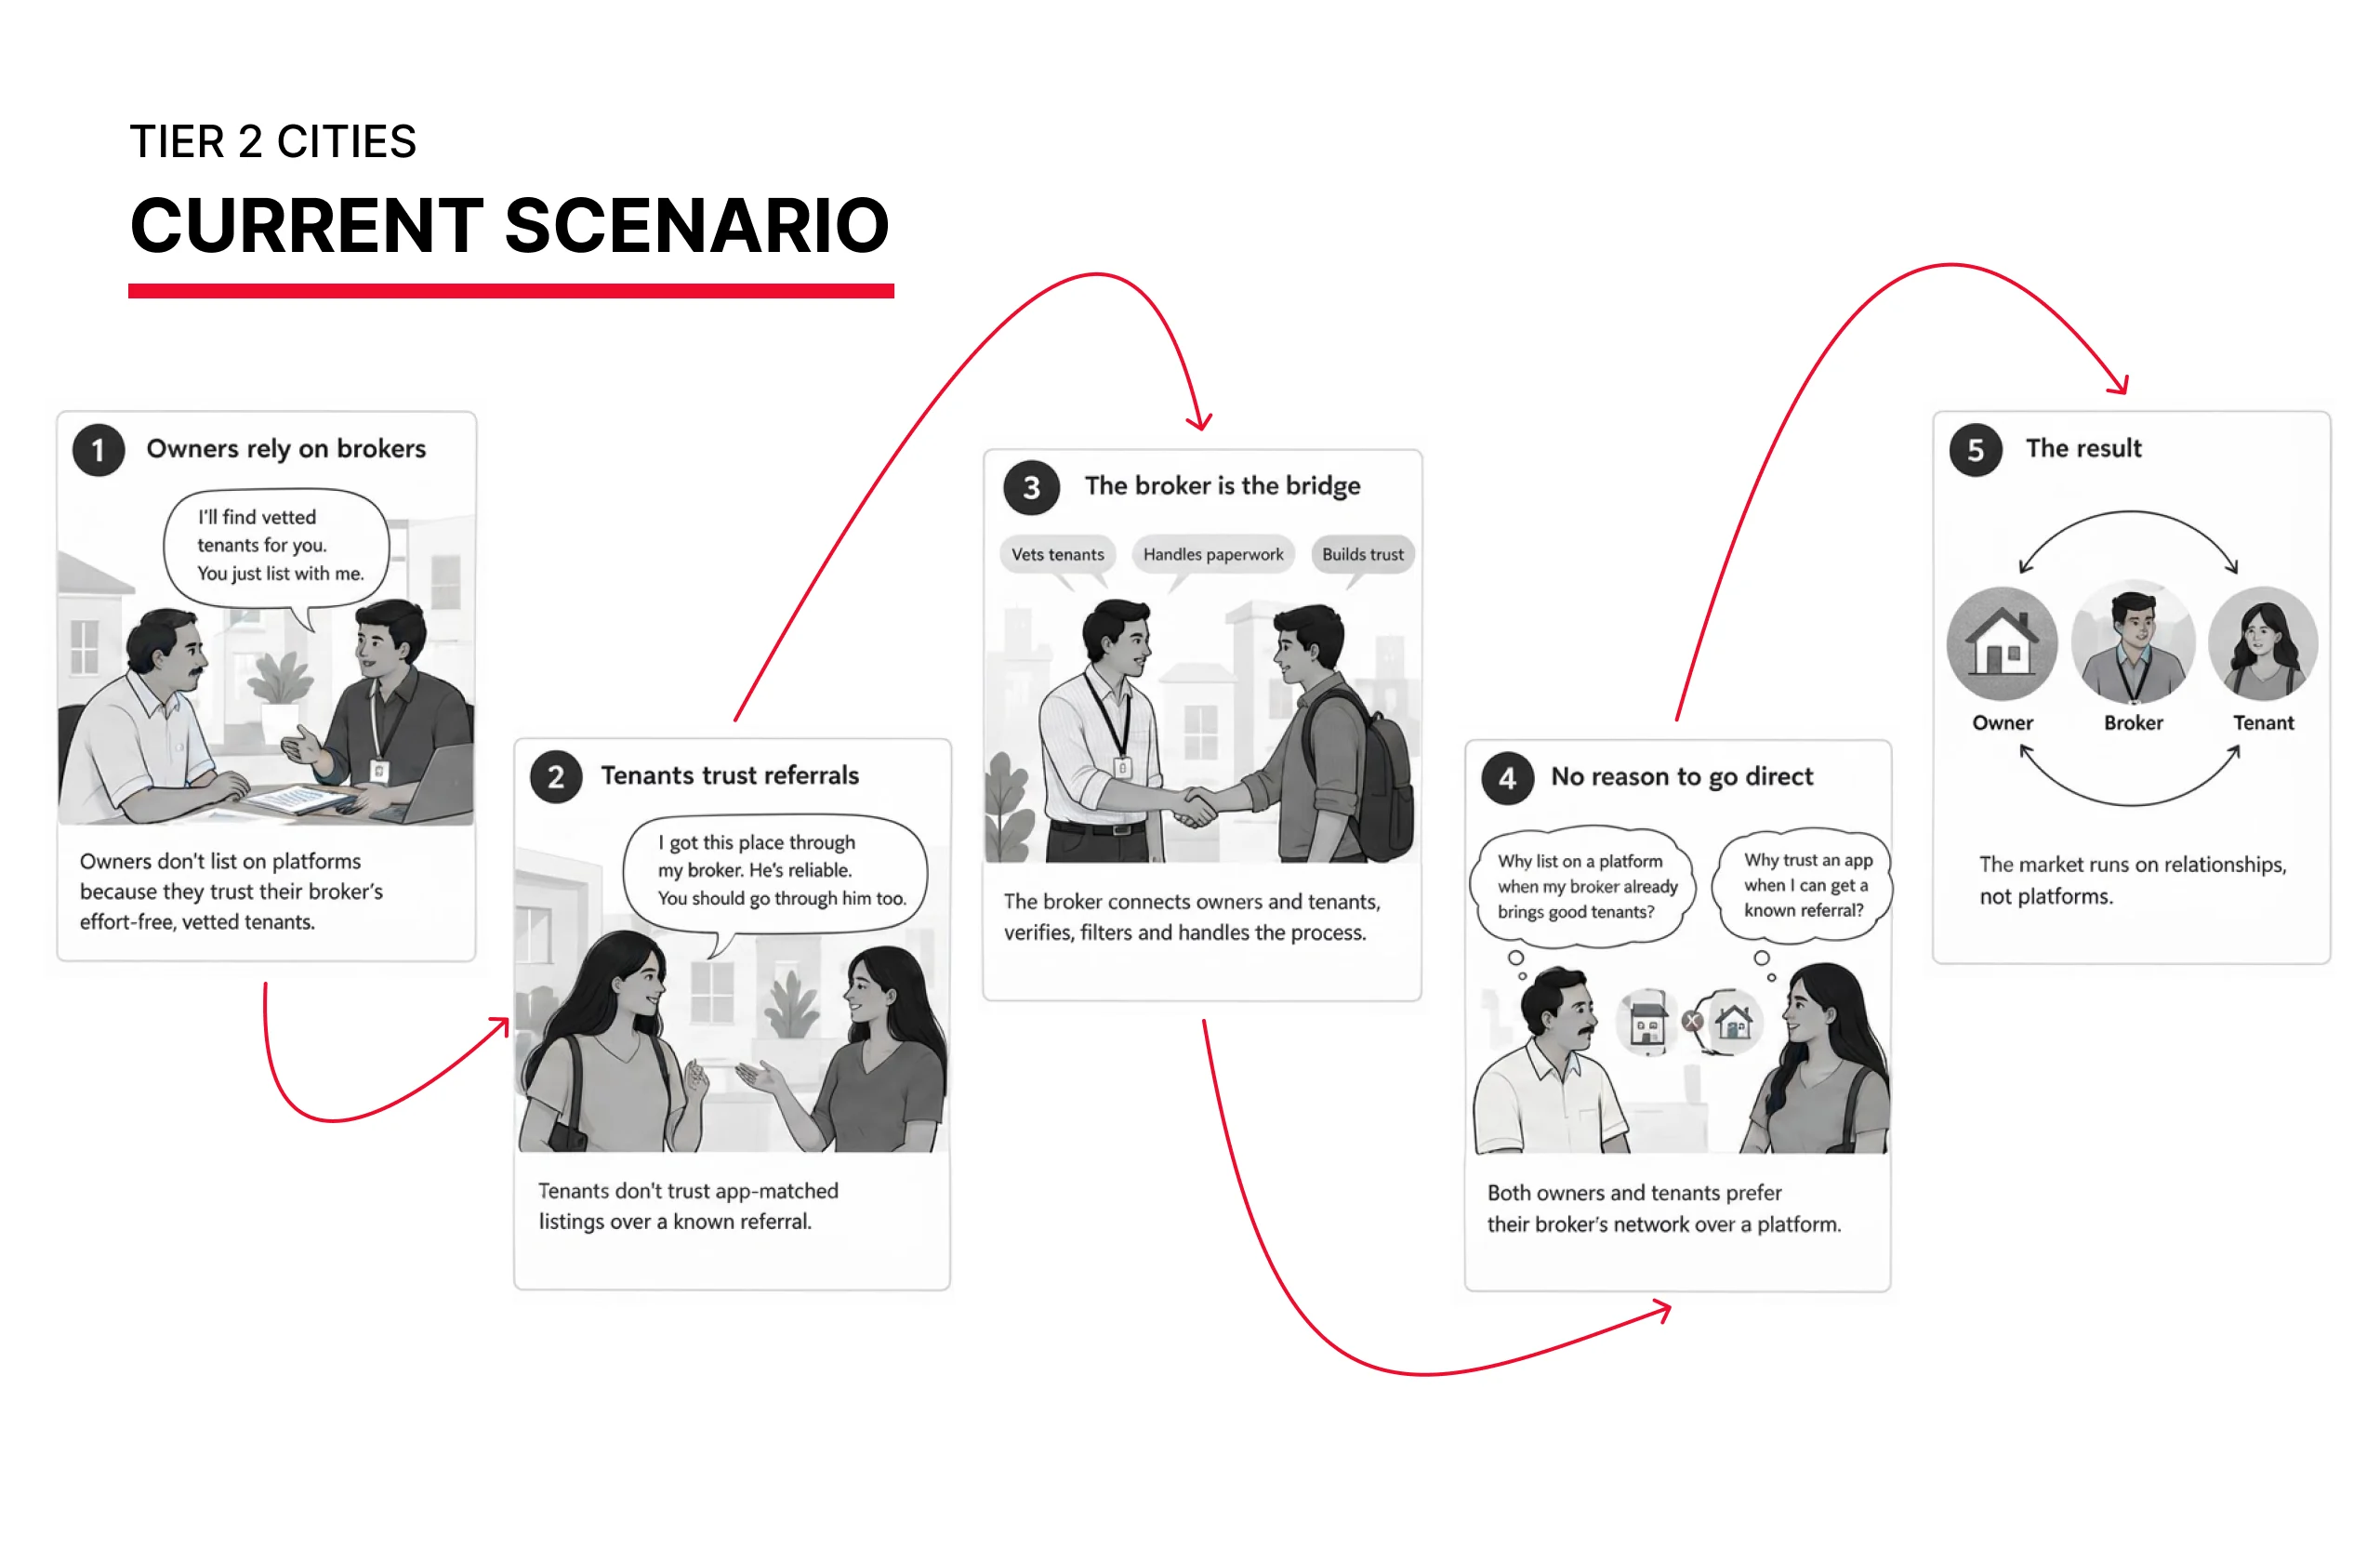 TIER 2 CITIES
CURRENT SCENARIO
1
Owners rely on brokers
I'll find vetted
tenants for you.
You just list with me.
Owners don't list on platforms
because they trust their broker's
effort-free, vetted tenants.
2
Tenants trust referrals
I got this place through
my broker. He's reliable.
You should go through him too.
Tenants don't trust app-matched
listings over a known referral.
3
The broker is the bridge
Vets tenants
Handles paperwork
Builds trust
The broker connects owners and tenants,
verifies, filters and handles the process.
4
No reason to go direct
Why list on a platform
when my broker already
brings good tenants?
Why trust an app
when I can get a
known referral?
Both owners and tenants prefer
their broker's network over a platform.
5
The result
Owner
Broker
Tenant
The market runs on relationships,
not platforms.